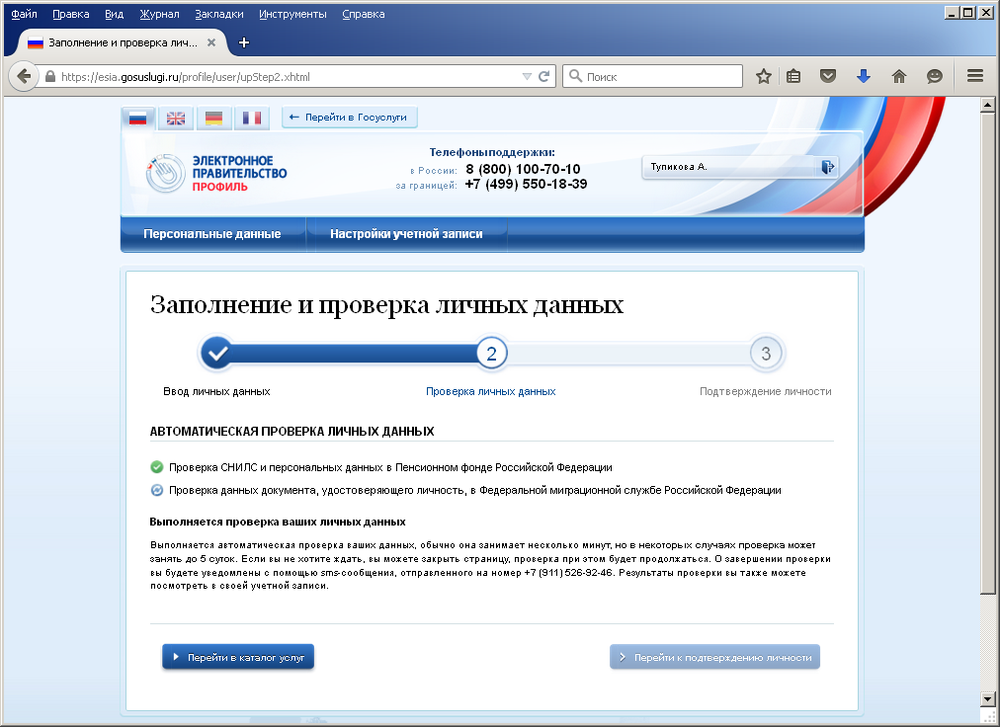 Файл Правка Вид Журнал Закладки Инструменты Справка
Заполнение и проверка лич...
https://esia.gosuslugi.ru/profile/user/upStep2.xhtml
Поиск
Перейти в Госуслуги
ЭЛЕКТРОННОЕ
ПРАВИТЕЛЬСТВО
ПРОФИЛЬ
Телефоны поддержки:
в России: 8 (800) 100-70-10
за границей: +7 (499) 550-18-39
Тупикова А.
Персональные данные Настройки учетной записи
Заполнение и проверка личных данных
2 3
Ввод личных данных Проверка личных данных Подтверждение личности
АВТОМАТИЧЕСКАЯ ПРОВЕРКА ЛИЧНЫХ ДАННЫХ
Проверка СНИЛС и персональных данных в Пенсионном фонде Российской Федерации
Проверка данных документа, удостоверяющего личность, в Федеральной миграционной службе Российской Федерации
Выполняется проверка ваших личных данных
Выполняется автоматическая проверка ваших данных, обычно она занимает несколько минут, но в некоторых случаях проверка может
занять до 5 суток. Если вы не хотите ждать, вы можете закрыть страницу, проверка при этом будет продолжаться. О завершении проверки
вы будете уведомлены с помощью sms-сообщения, отправленного на номер +7 (911) 526-92-46. Результаты проверки вы также можете
посмотреть в своей учетной записи.
Перейти в каталог услуг Перейти к подтверждению личности